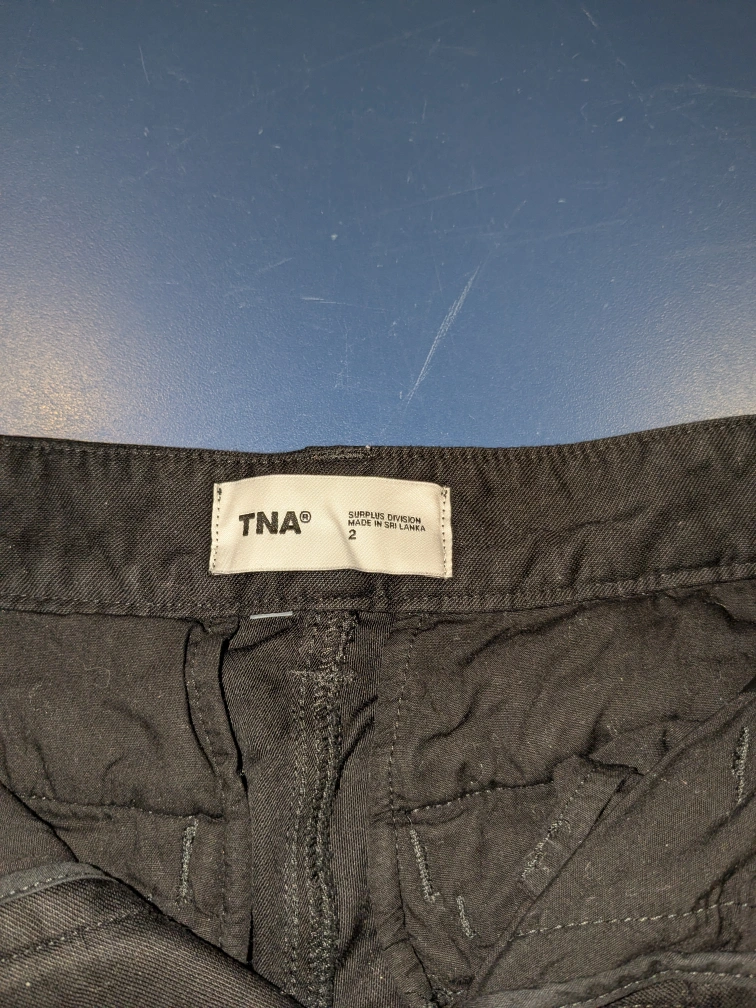 TNA®
SURPLUS DIVISION
MADE IN SRI LANKA
2